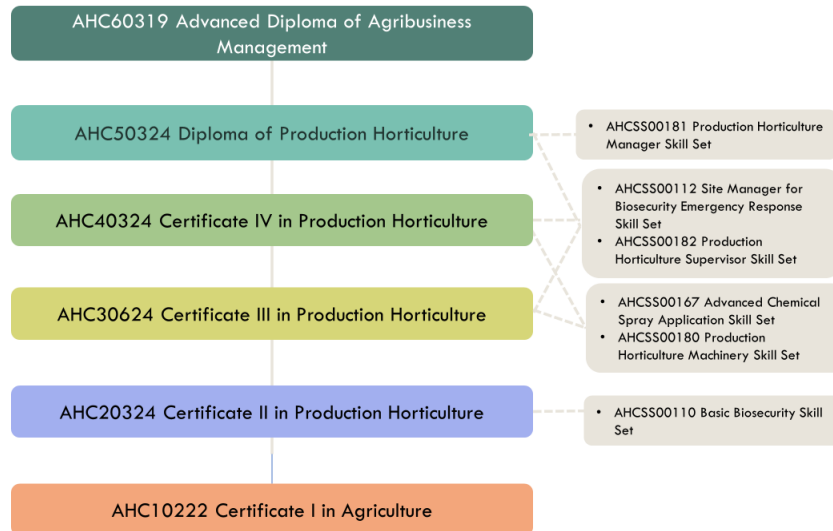 AHC60319 Advanced Diploma of Agribusiness
Management
AHC50324 Diploma of Production Horticulture
• AHCSS00181 Production Horticulture
Manager Skill Set
AHC40324 Certificate IV in Production Horticulture
• AHCSS00112 Site Manager for
Biosecurity Emergency Response
Skill Set
• AHCSS00182 Production
Horticulture Supervisor Skill Set
AHC30624 Certificate III in Production Horticulture
• AHCSS00167 Advanced Chemical
Spray Application Skill Set
• AHCSS00180 Production
Horticulture Machinery Skill Set
AHC20324 Certificate II in Production Horticulture
• AHCSS00110 Basic Biosecurity Skill
Set
AHC10222 Certificate I in Agriculture